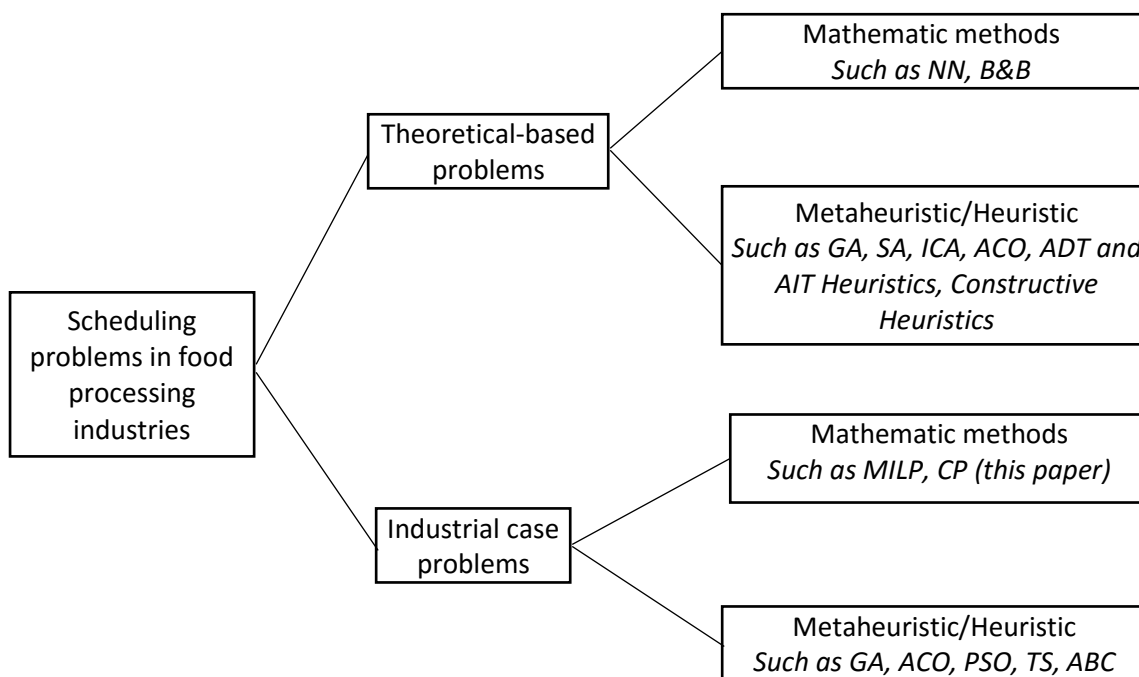 Scheduling
problems in food
processing
industries
Theoretical-based
problems
Mathematic methods
Such as NN, B&B
Metaheuristic/Heuristic
Such as GA, SA, ICA, ACO, ADT and
AIT Heuristics, Constructive
Heuristics
Industrial case
problems
Mathematic methods
Such as MILP, CP (this paper)
Metaheuristic/Heuristic
Such as GA, ACO, PSO, TS, ABC